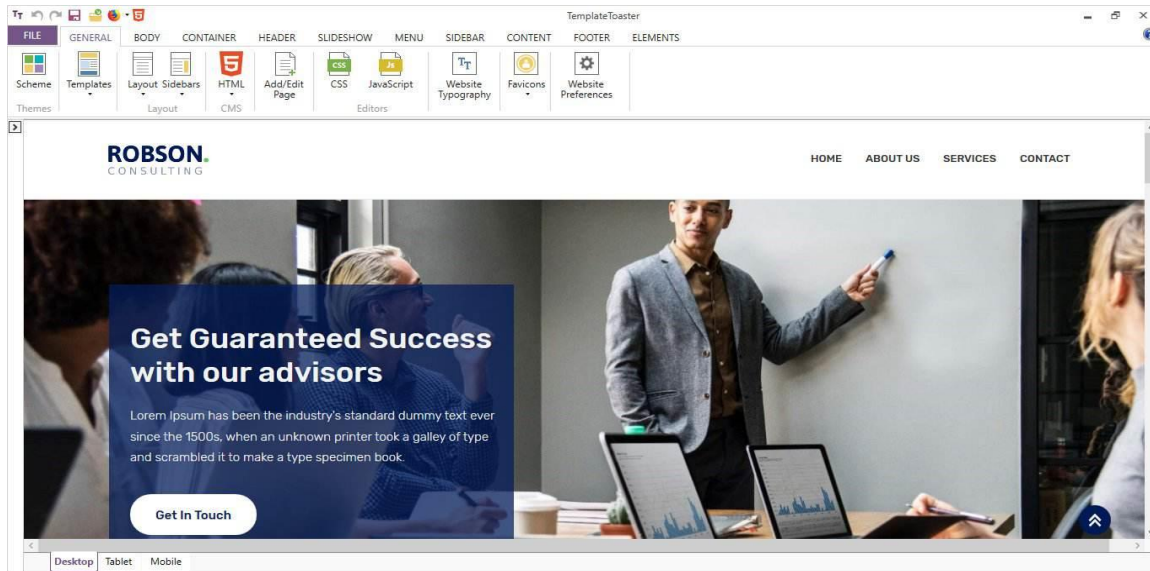 TT
TemplateToaster
FILE GENERAL BODY CONTAINER HEADER SLIDESHOW MENU SIDEBAR CONTENT FOOTER ELEMENTS
CSS Js TT
Scheme Templates Layout Sidebars HTML Add/Edit Page CSS JavaScript Website Typography Favicons Website Preferences
Themes Layout CMS Editors
ROBSON.
CONSULTING
HOME ABOUT US SERVICES CONTACT
Get Guaranteed Success
with our advisors
Lorem Ipsum has been the industry's standard dummy text ever
since the 1500s, when an unknown printer took a galley of type
and scrambled it to make a type specimen book.
Get In Touch
Desktop Tablet Mobile